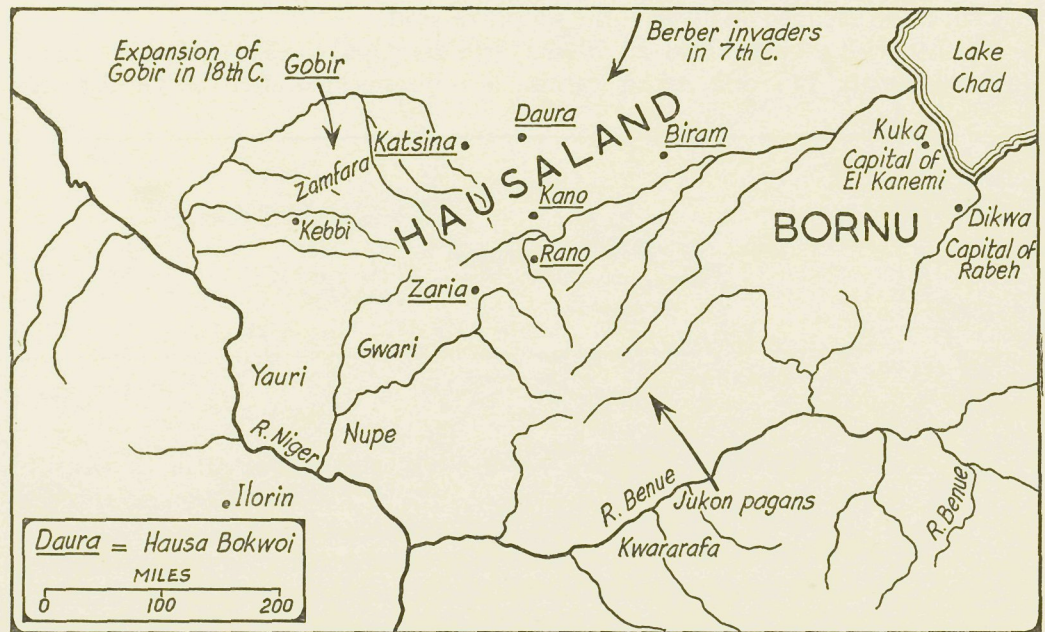 Expansion of
Gobir in 18th C.
Gobir
Berber invaders
in 7th C.
Lake
Chad
Daura
Katsina
Biram
Kuka
Capital of
El Kanemi
Zamfara
HAUSALAND
Kano
Kebbi
BORNU
Dikwa
Capital of
Rabeh
Rano
Zaria
Gwari
Yauri
Nupe
R. Niger
Ilorin
R. Benue
Jukon pagans
R. Benue
Kwararafa
Daura = Hausa Bokwoi
MILES
0 100 200